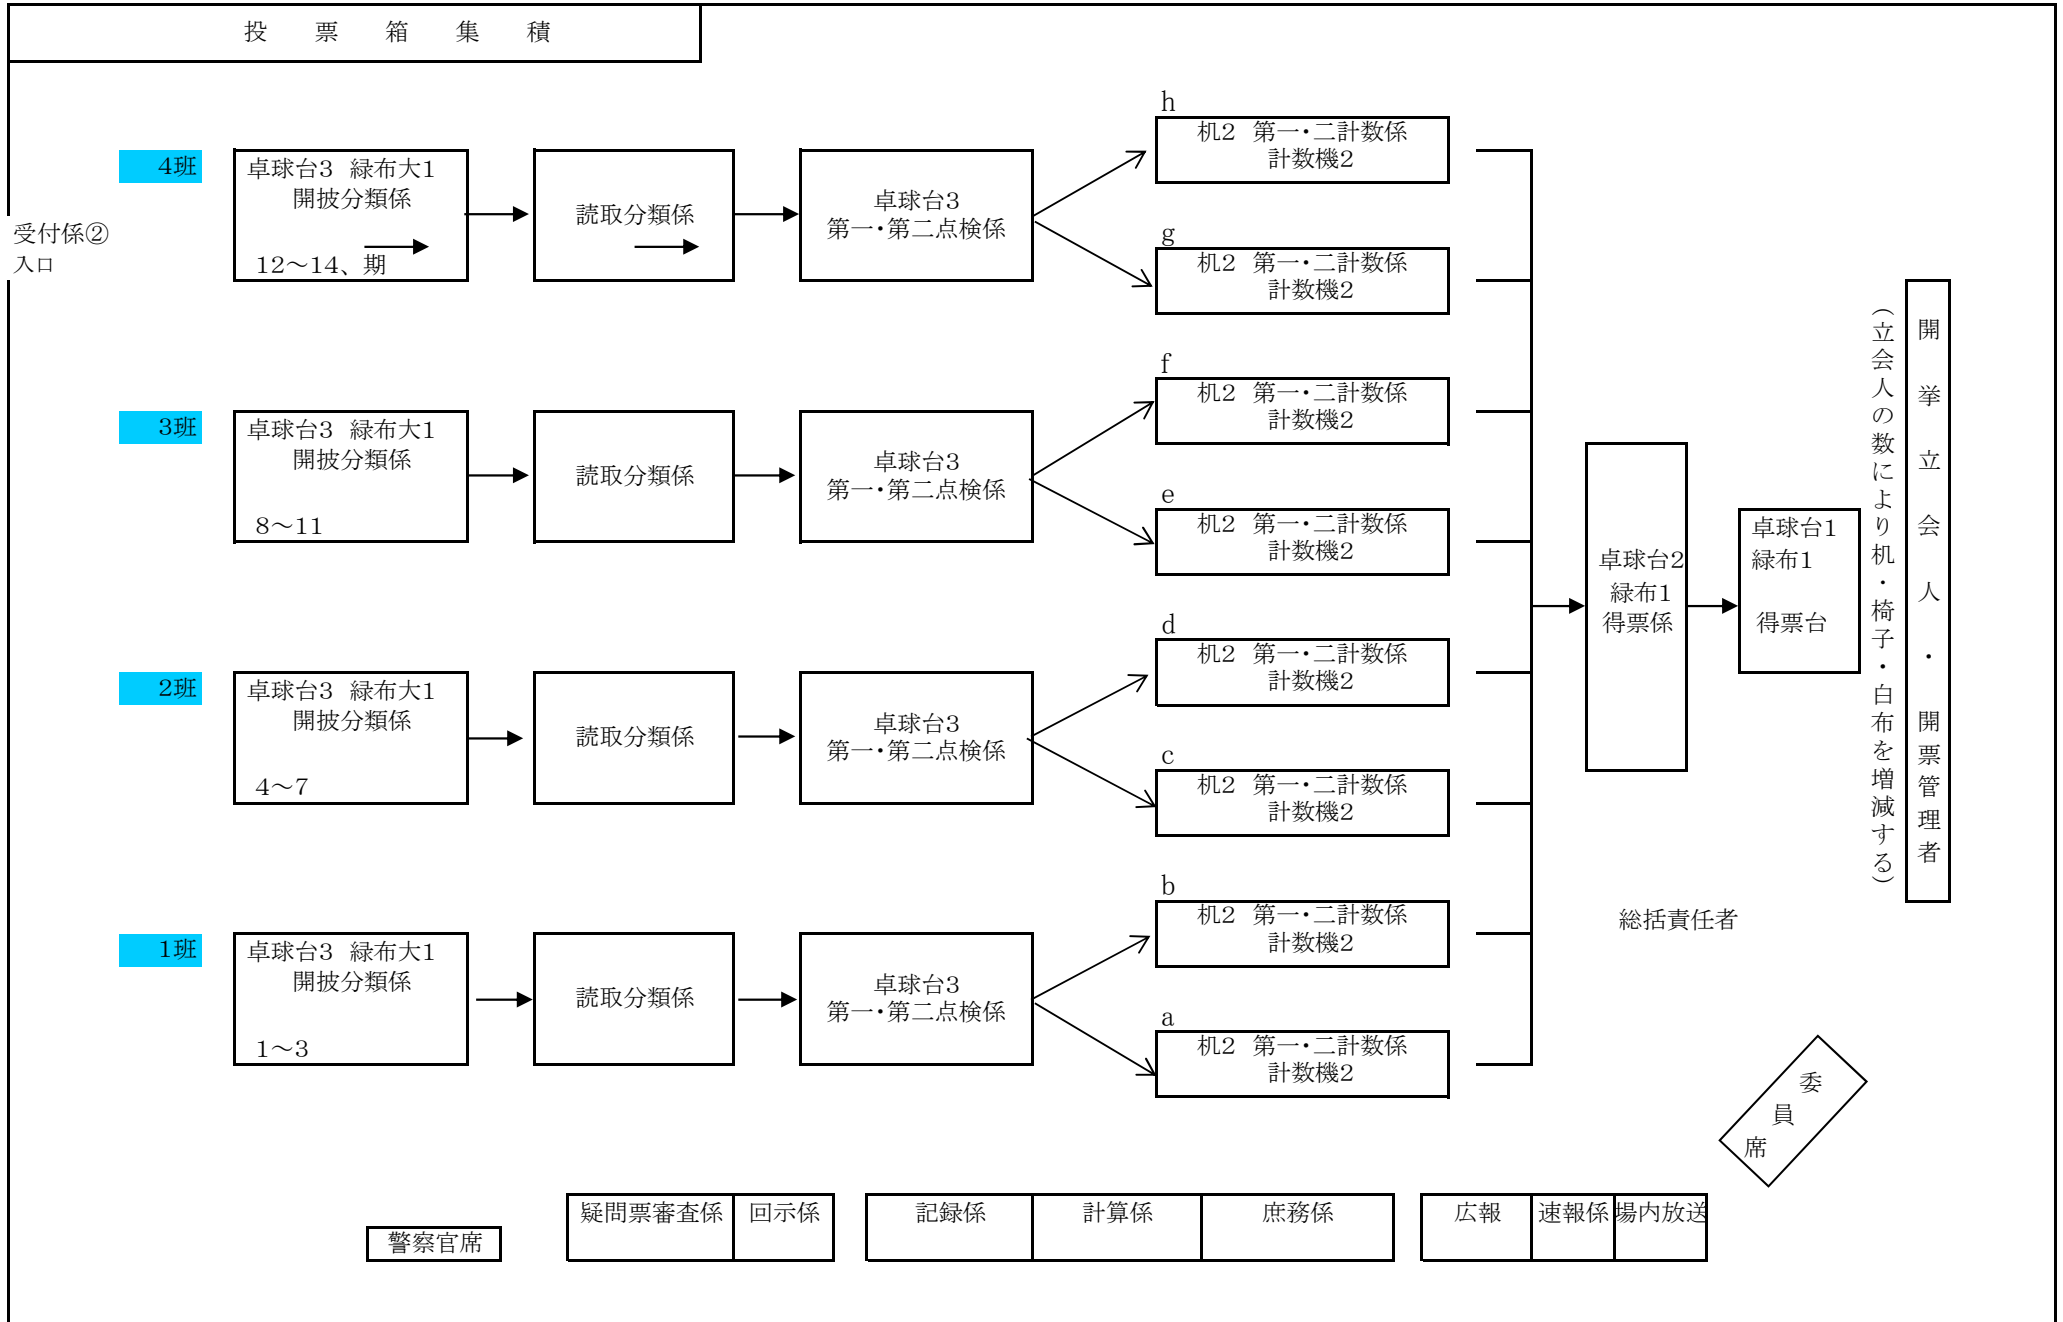 投　票　箱　集　積
受付係②
入口
4班
卓球台3　緑布大1
開披分類係
12～14、期
読取分類係
卓球台3
第一・第二点検係
h
机2　第一・二計数係
計数機2
g
机2　第一・二計数係
計数機2
3班
卓球台3　緑布大1
開披分類係
8～11
読取分類係
卓球台3
第一・第二点検係
f
机2　第一・二計数係
計数機2
e
机2　第一・二計数係
計数機2
2班
卓球台3　緑布大1
開披分類係
4～7
読取分類係
卓球台3
第一・第二点検係
d
机2　第一・二計数係
計数機2
c
机2　第一・二計数係
計数機2
1班
卓球台3　緑布大1
開披分類係
1～3
読取分類係
卓球台3
第一・第二点検係
b
机2　第一・二計数係
計数機2
a
机2　第一・二計数係
計数機2
卓球台2
緑布1
得票係
卓球台1
緑布1
得票台
開挙立会人・開票管理者
（立会人の数により机・椅子・白布を増減する）
総括責任者
委員席
警察官席
疑問票審査係
回示係
記録係
計算係
庶務係
広報
速報係
場内放送